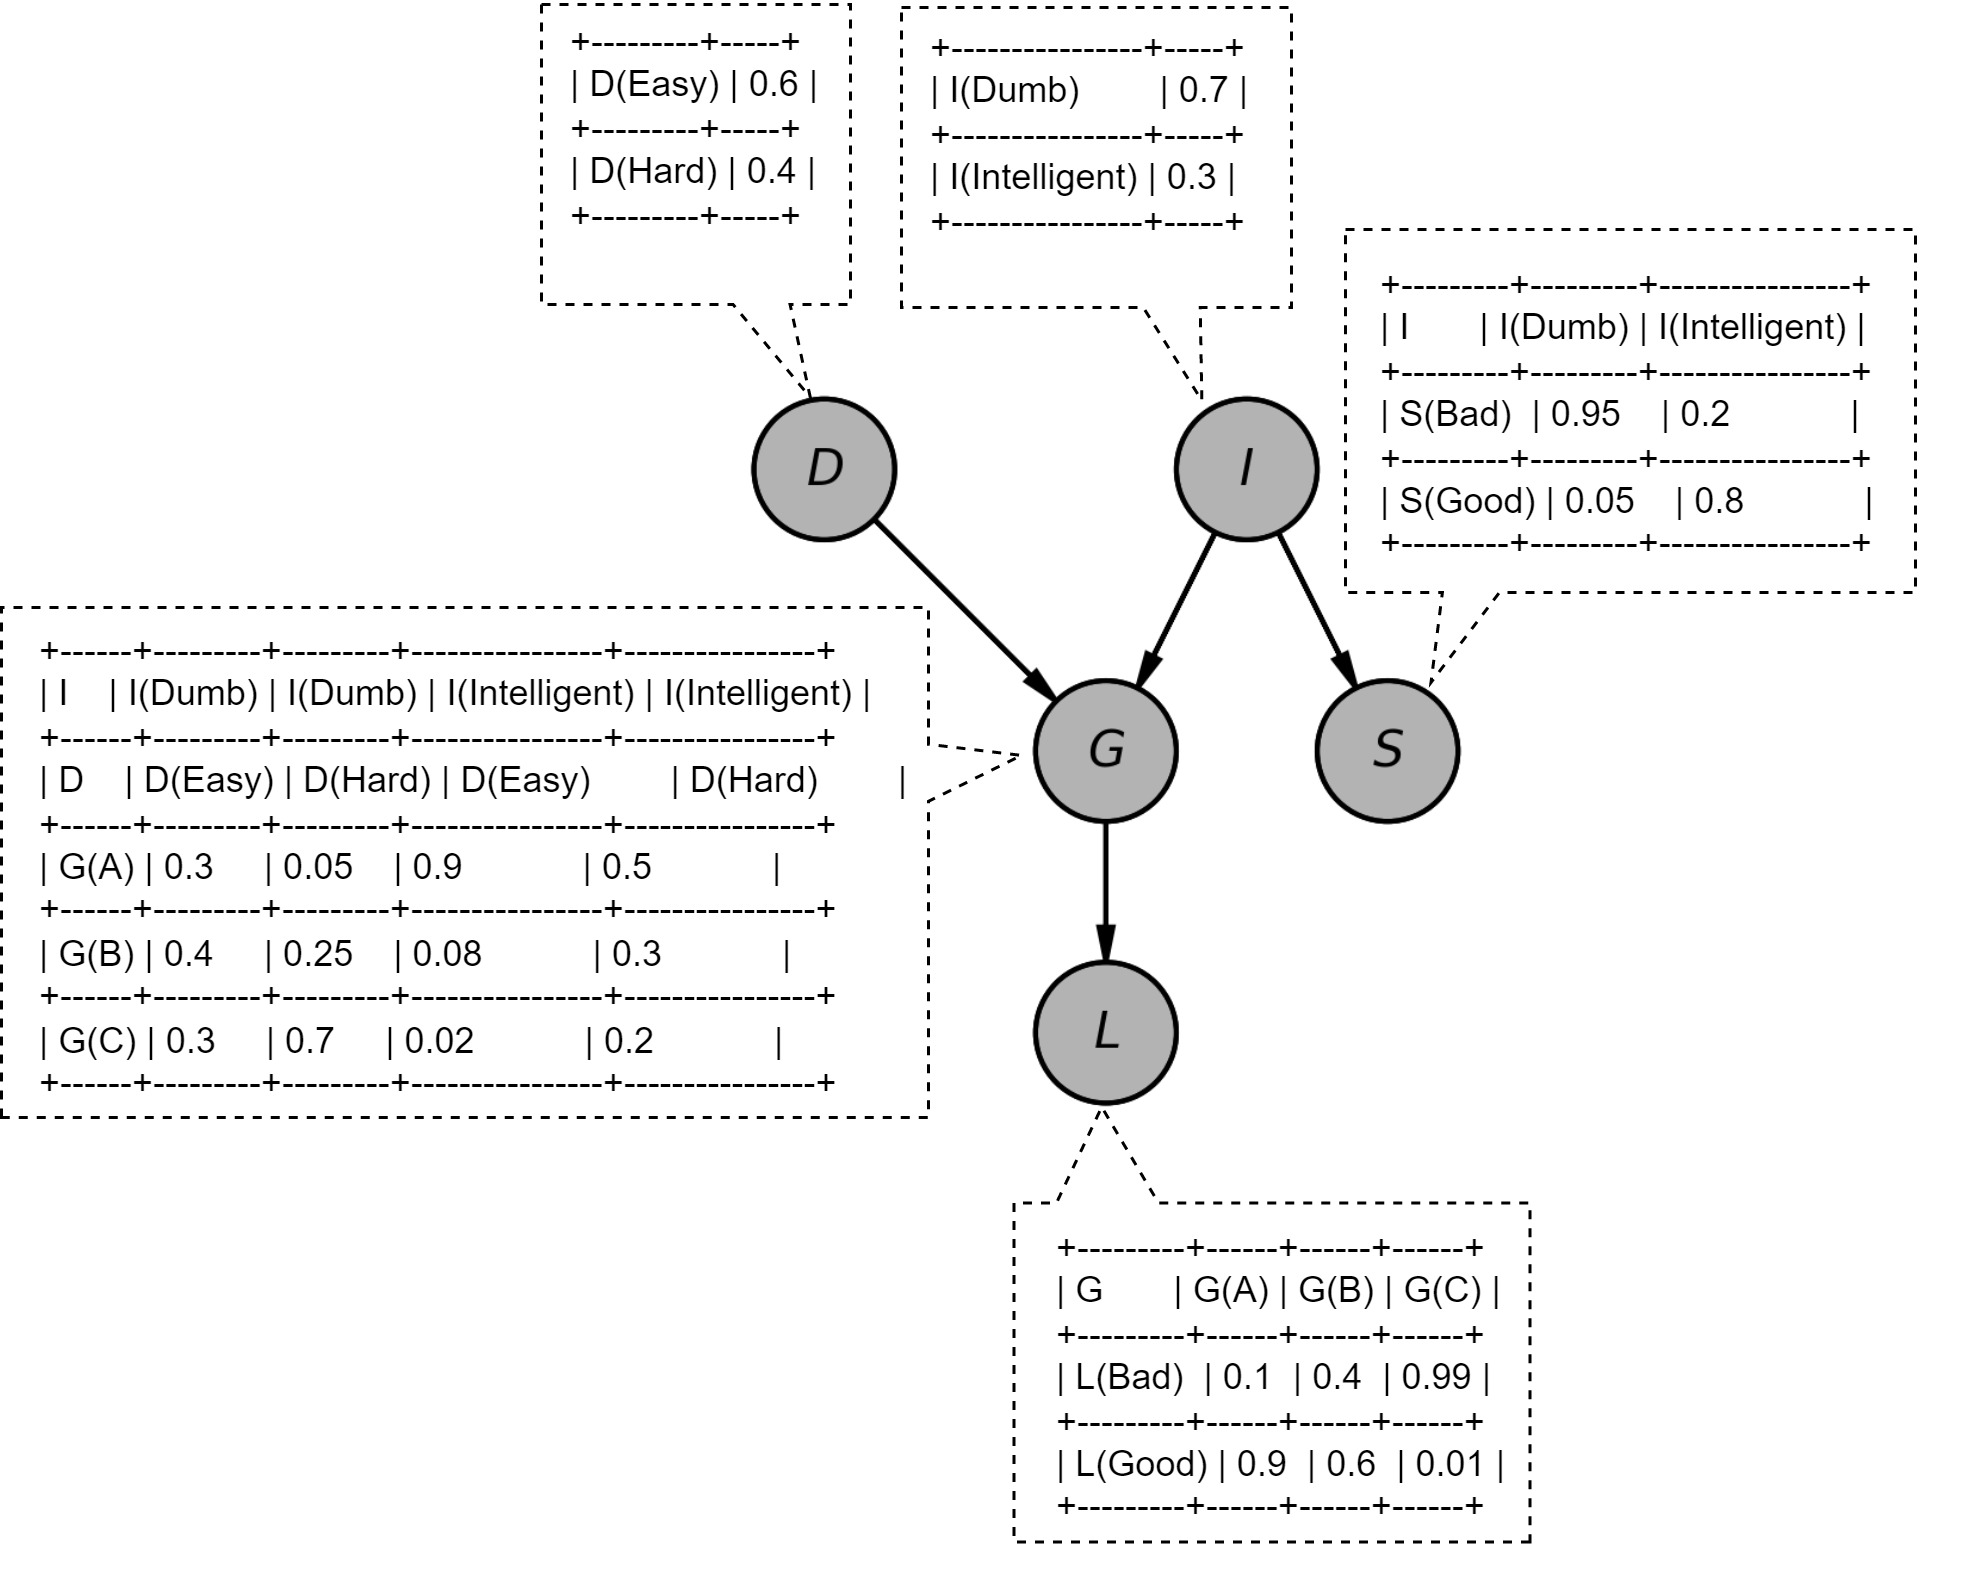 +---------+-----+
| D(Easy) | 0.6 |
+---------+-----+
| D(Hard) | 0.4 |
+---------+-----+
+----------------+-----+
| I(Dumb) | 0.7 |
+----------------+-----+
| I(Intelligent) | 0.3 |
+----------------+-----+
+---------+---------+----------------+
| I | I(Dumb) | I(Intelligent) |
+---------+---------+----------------+
| S(Bad) | 0.95 | 0.2 |
+---------+---------+----------------+
| S(Good) | 0.05 | 0.8 |
+---------+---------+----------------+
D
I
+------+---------+---------+----------------+----------------+
| I | I(Dumb) | I(Dumb) | I(Intelligent) | I(Intelligent) |
+------+---------+---------+----------------+----------------+
| D | D(Easy) | D(Hard) | D(Easy) | D(Hard) |
+------+---------+---------+----------------+----------------+
| G(A) | 0.3 | 0.05 | 0.9 | 0.5 |
+------+---------+---------+----------------+----------------+
| G(B) | 0.4 | 0.25 | 0.08 | 0.3 |
+------+---------+---------+----------------+----------------+
| G(C) | 0.3 | 0.7 | 0.02 | 0.2 |
+------+---------+---------+----------------+----------------+
G
S
L
+---------+------+------+------+
| G | G(A) | G(B) | G(C) |
+---------+------+------+------+
| L(Bad) | 0.1 | 0.4 | 0.99 |
+---------+------+------+------+
| L(Good) | 0.9 | 0.6 | 0.01 |
+---------+------+------+------+